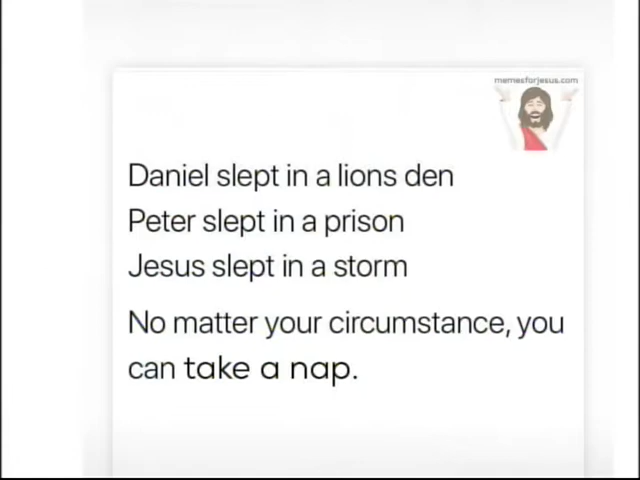 memesforjesus.com
Daniel slept in a lions den
Peter slept in a prison
Jesus slept in a storm
No matter your circumstance, you
can take a nap.